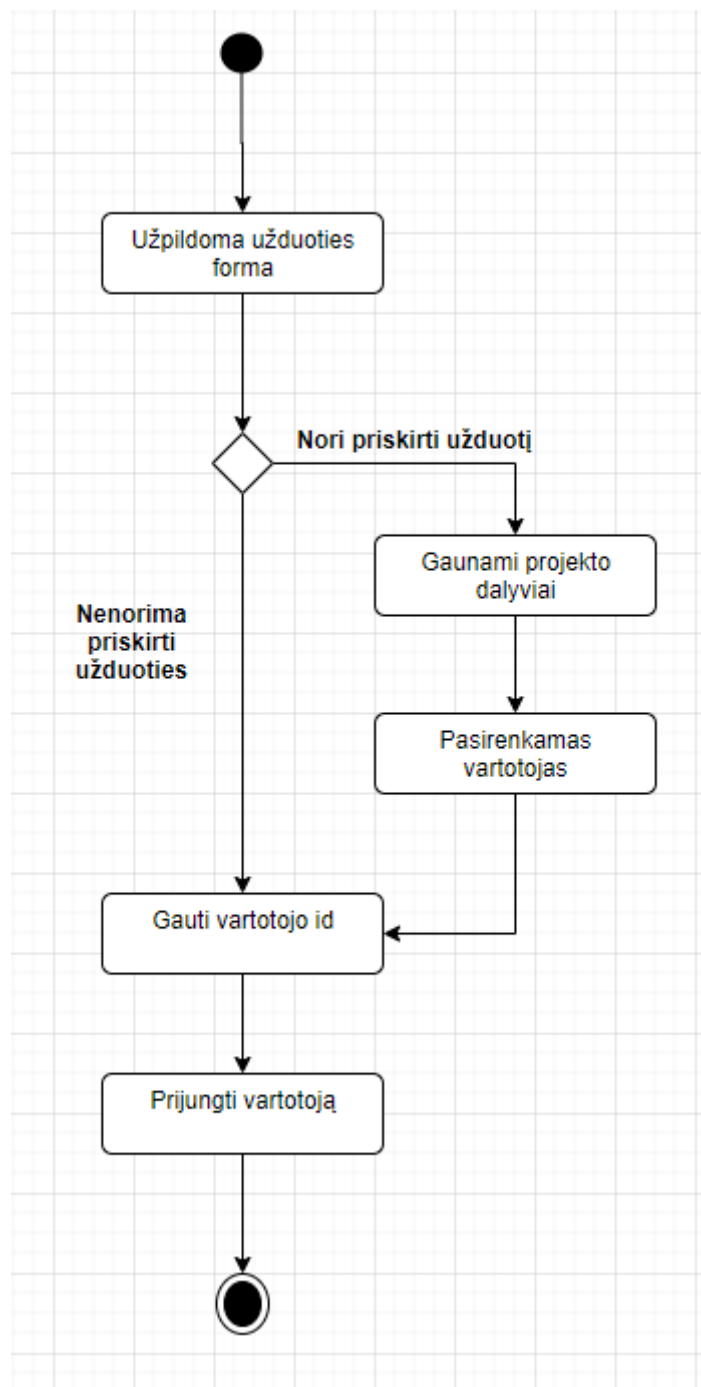 Užpildoma užduoties
forma
Nori priskirti užduotį
Gaunami projekto
dalyviai
Nenorima
priskirti
užduoties
Pasirenkamas
vartotojas
Gauti vartotojo id
Prijungti vartotoją